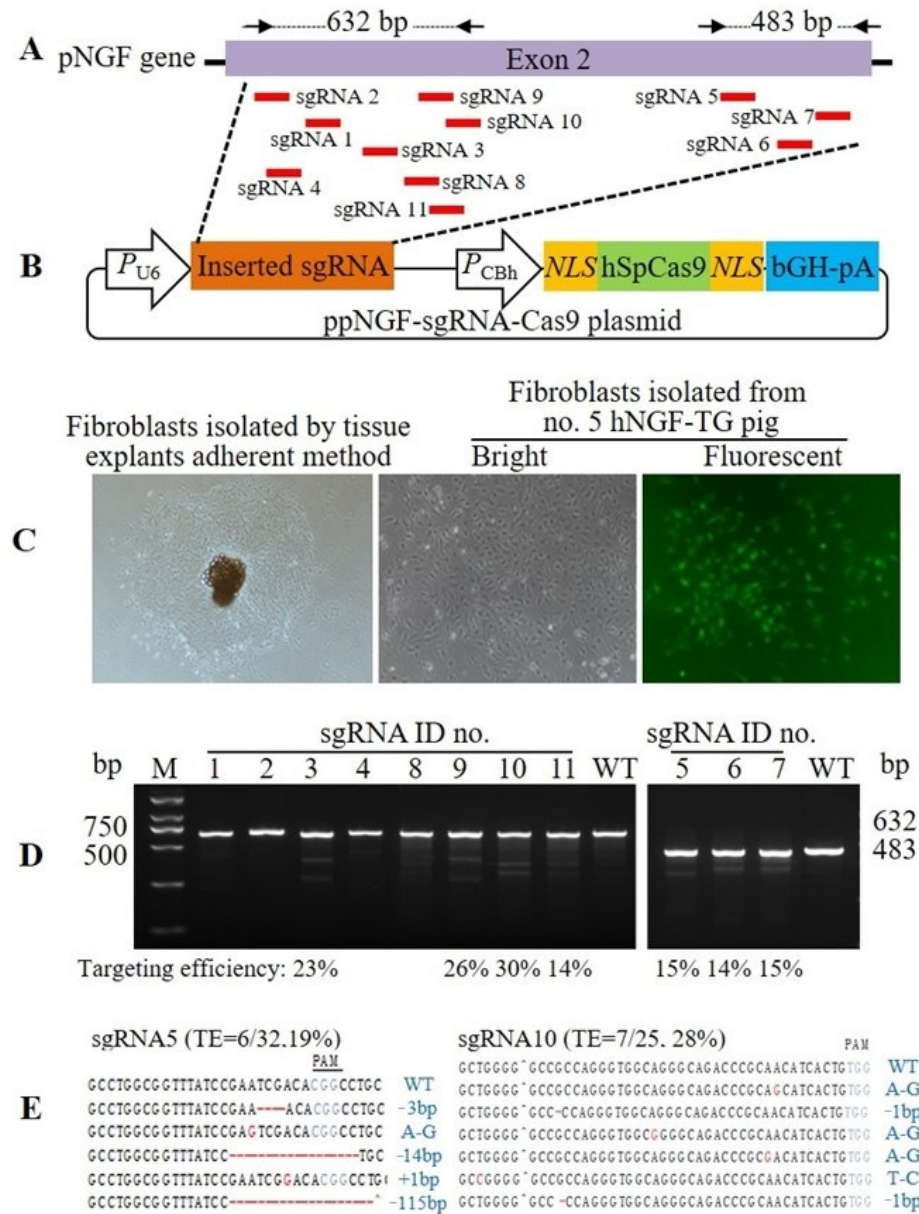 632 bp 483 bp
A pNGF gene Exon 2
sgRNA 2 sgRNA 9 sgRNA 5
sgRNA 1 sgRNA 10 sgRNA 7
sgRNA 3 sgRNA 6
sgRNA 4 sgRNA 8
sgRNA 11
B PU6 Inserted sgRNA PCBh NLS hSpCas9 NLS bGH-pA
ppNGF-sgRNA-Cas9 plasmid
Fibroblasts isolated by tissue
explants adherent method
Fibroblasts isolated from
no. 5 hNGF-TG pig
Bright Fluorescent
C
sgRNA ID no. sgRNA ID no.
bp M 1 2 3 4 8 9 10 11 WT 5 6 7 WT bp
750 632
500 483
D
Targeting efficiency: 23% 26% 30% 14% 15% 14% 15%
E
sgRNA5 (TE=6/32,19%)
PAM
GCCTGGCGGTTTATCCGAATCGACACGGCCTGC WT
GCCTGGCGGTTTATCCGAA----ACACGGCCTGC -3bp
GCCTGGCGGTTTATCCGAGTCGACACGGCCTGC A-G
GCCTGGCGGTTTATCC---------------TGC -14bp
GCCTGGCGGTTTATCCGAATCGGACACGGCCTGC +1bp
GCCTGGCGGTTTATCC-----------------^ -115bp
sgRNA10 (TE=7/25, 28%)
PAM
GCTGGGG^GCCGCCAGGGTGGCAGGGCAGACCCGCAACATCACTGTGG WT
GCTGGGG^GCCGCCAGGGTGGCAGGGCAGACCCGCAGCATCACTGTGG A-G
GCTGGGG^GCC-CCAGGGTGGCAGGGCAGACCCGCAACATCACTGTGG -1bp
GCTGGGG^GCCGCCAGGGTGGCGGGGCAGACCCGCAACATCACTGTGG A-G
GCTGGGG^GCCGCCAGGGTGGCAGGGCAGACCCGCGACATCACTGTGG A-G
GCCGGGG^GCCGCCAGGGTGGCAGGGCAGACCCGCAACATCACTGTGG T-C
GCTGGGG^GCC-CCAGGGTGGCAGGGCAGACCCGCAACATCACTGTGG -1bp